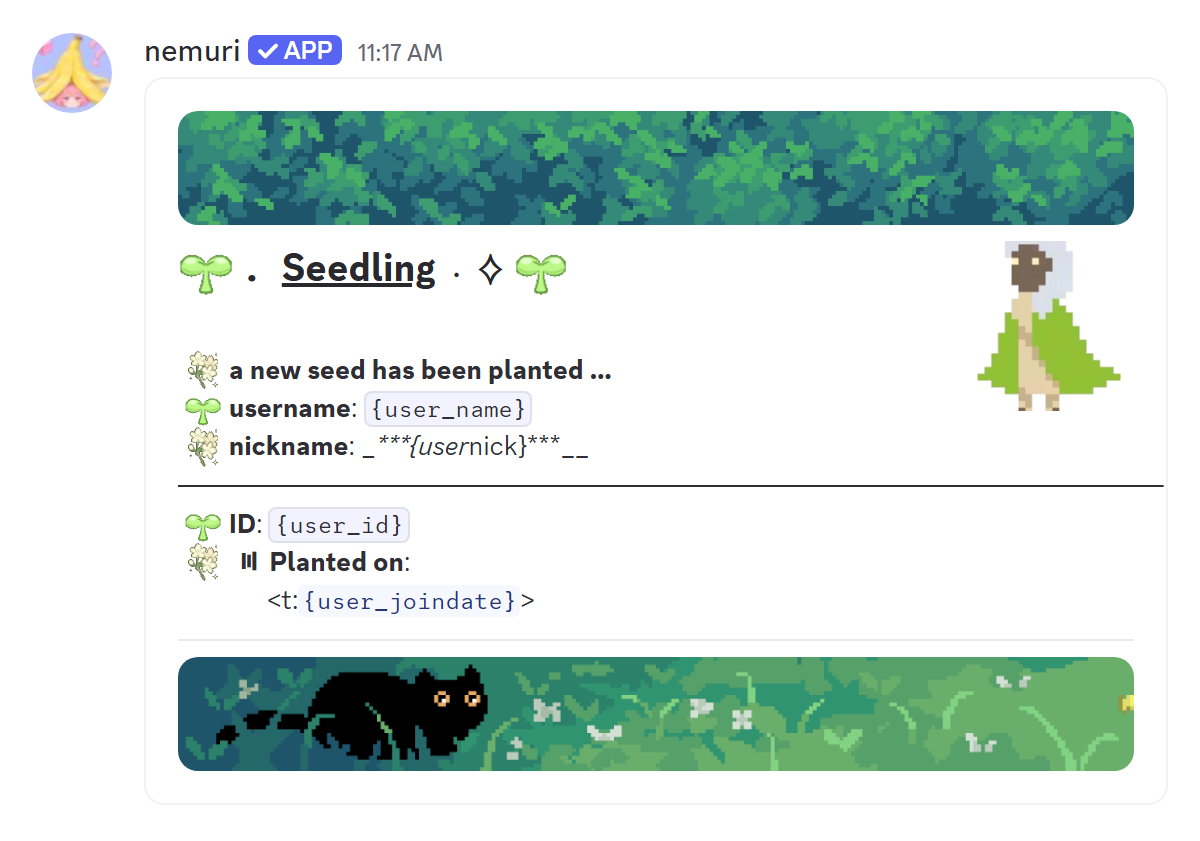 nemuri ✓ APP 11:17 AM
. Seedling · ✧
a new seed has been planted ...
username: {user_name}
nickname: _***{usernick}***__
ID: {user_id}
Planted on:
<t:{user_joindate}>